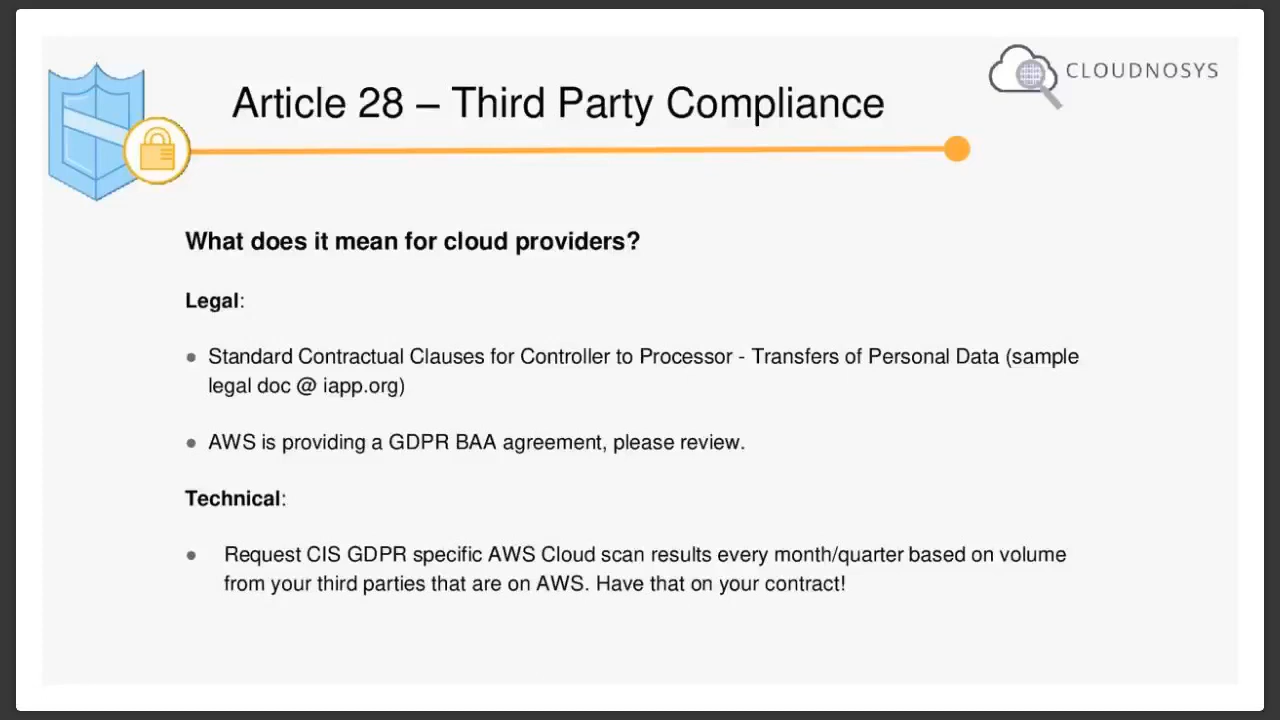 CLOUDNOSYS
Article 28 – Third Party Compliance
What does it mean for cloud providers?
Legal:
● Standard Contractual Clauses for Controller to Processor - Transfers of Personal Data (sample
legal doc @ iapp.org)
● AWS is providing a GDPR BAA agreement, please review.
Technical:
● Request CIS GDPR specific AWS Cloud scan results every month/quarter based on volume
from your third parties that are on AWS. Have that on your contract!